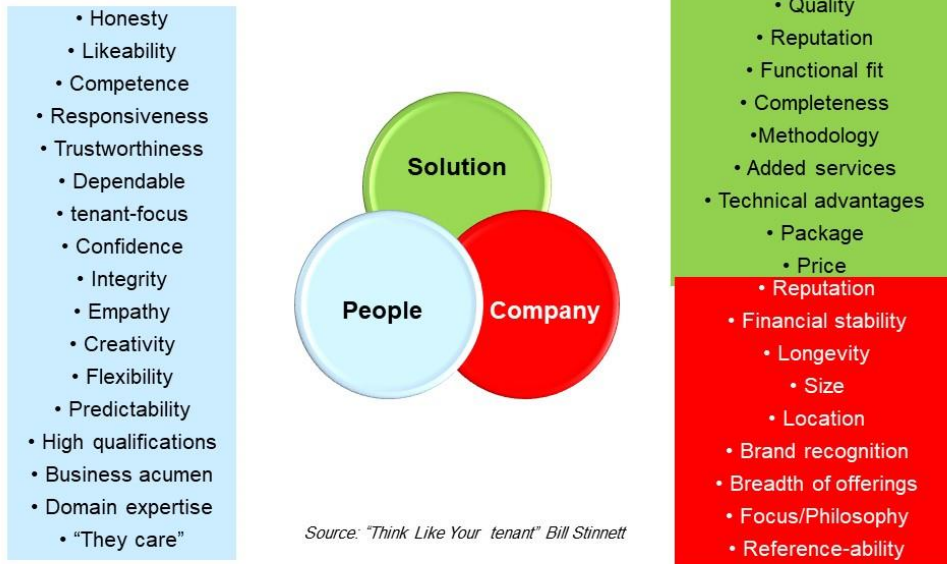 • Honesty
• Likeability
• Competence
• Responsiveness
• Trustworthiness
• Dependable
• tenant-focus
• Confidence
• Integrity
• Empathy
• Creativity
• Flexibility
• Predictability
• High qualifications
• Business acumen
• Domain expertise
• “They care”
Solution
People
Company
Source: “Think Like Your tenant” Bill Stinnett
• Quality
• Reputation
• Functional fit
• Completeness
•Methodology
• Added services
• Technical advantages
• Package
• Price
• Reputation
• Financial stability
• Longevity
• Size
• Location
• Brand recognition
• Breadth of offerings
• Focus/Philosophy
• Reference-ability